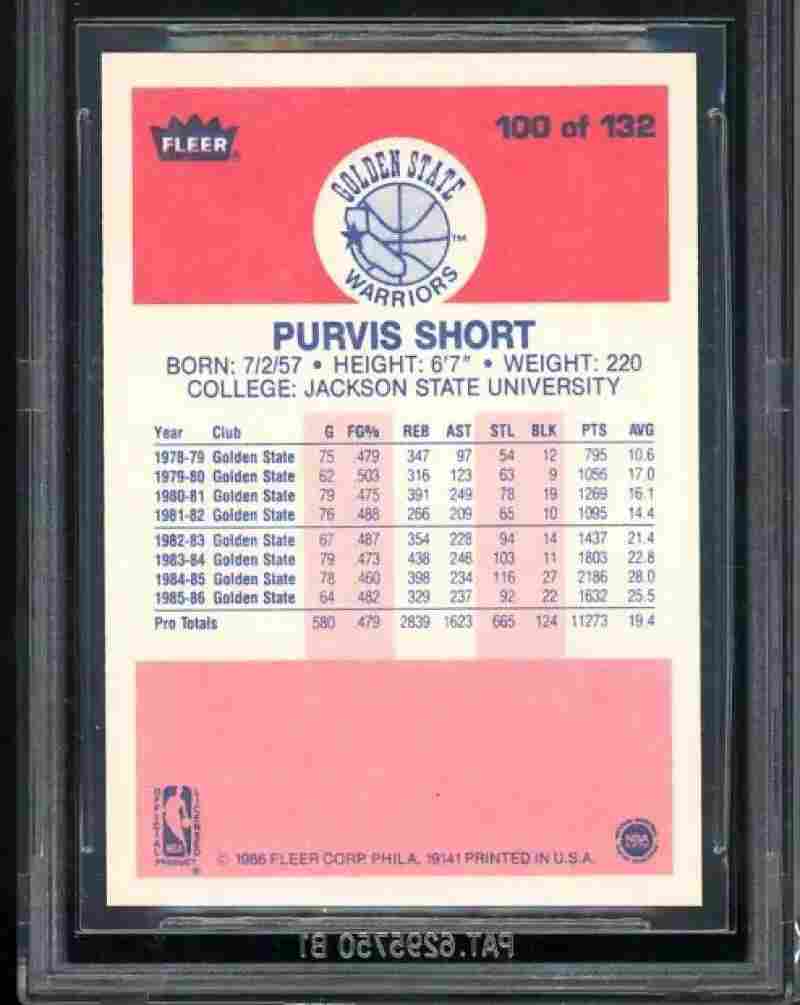 FLEER®
100 of 132
GOLDEN STATE
WARRIORS
TM
PURVIS SHORT
BORN: 7/2/57 • HEIGHT: 6'7" • WEIGHT: 220
COLLEGE: JACKSON STATE UNIVERSITY
Year Club G FG% REB AST STL BLK PTS AVG
1978-79 Golden State 75 .479 347 97 54 12 795 10.6
1979-80 Golden State 62 .503 316 123 63 9 1056 17.0
1980-81 Golden State 79 .475 391 249 78 19 1269 16.1
1981-82 Golden State 76 .488 266 209 65 10 1095 14.4
1982-83 Golden State 67 .487 354 228 94 14 1437 21.4
1983-84 Golden State 79 .473 438 246 103 11 1803 22.8
1984-85 Golden State 78 .460 398 234 116 27 2186 28.0
1985-86 Golden State 64 .482 329 237 92 22 1632 25.5
Pro Totals 580 .479 2839 1623 665 124 11273 19.4
OFFICIAL LICENSED
NBA
PRODUCT
© 1986 FLEER CORP. PHILA. 19141 PRINTED IN U.S.A.
PAT.6295750 B1